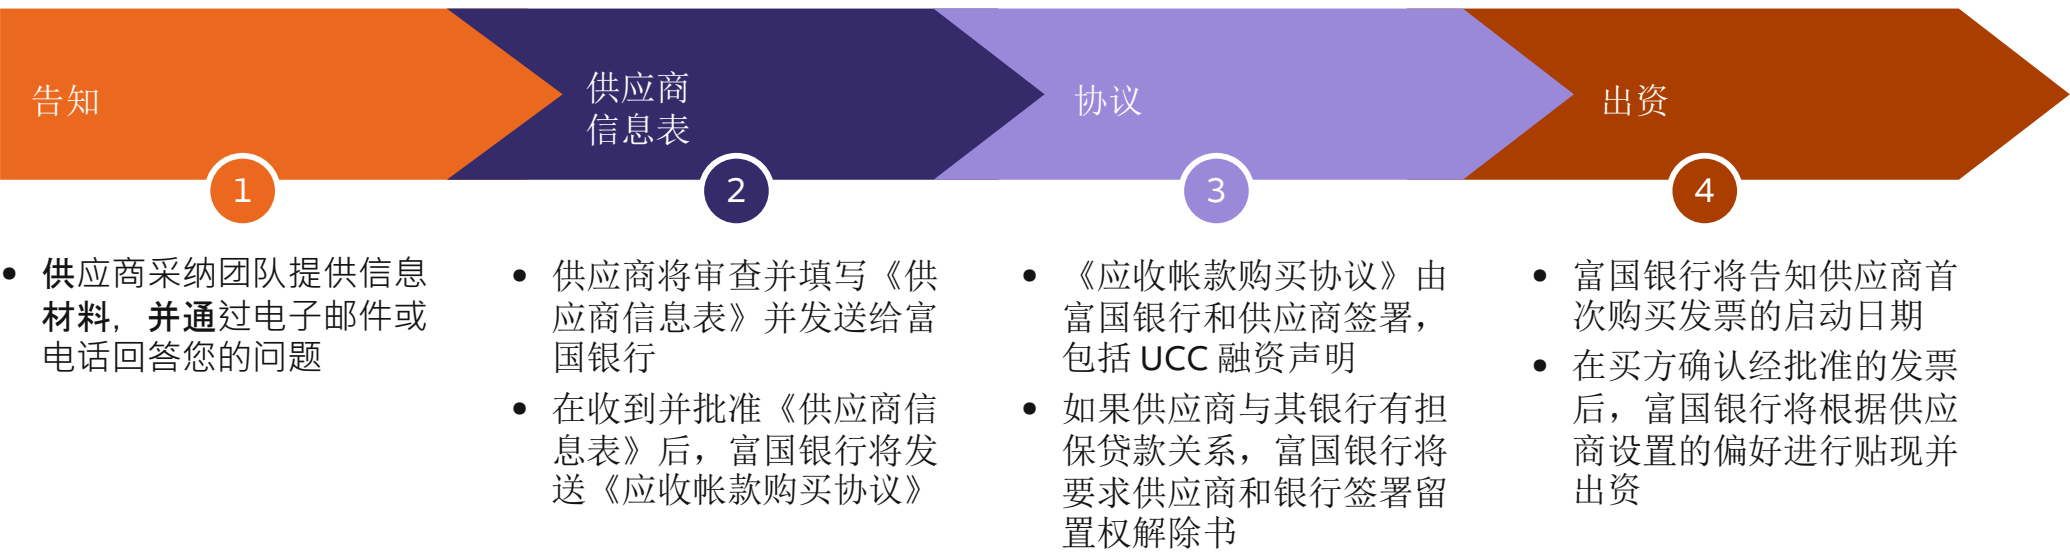 告知
供应商
信息表
协议
出资
1
2
3
4
• 供应商采纳团队提供信息
材料，并通过电子邮件或
电话回答您的问题
• 供应商将审查并填写《供
应商信息表》并发送给富
国银行
• 在收到并批准《供应商信
息表》后，富国银行将发
送《应收帐款购买协议》
• 《应收帐款购买协议》由
富国银行和供应商签署，
包括 UCC 融资声明
• 如果供应商与其银行有担
保贷款关系，富国银行将
要求供应商和银行签署留
置权解除书
• 富国银行将告知供应商首
次购买发票的启动日期
• 在买方确认经批准的发票
后，富国银行将根据供应
商设置的偏好进行贴现并
出资